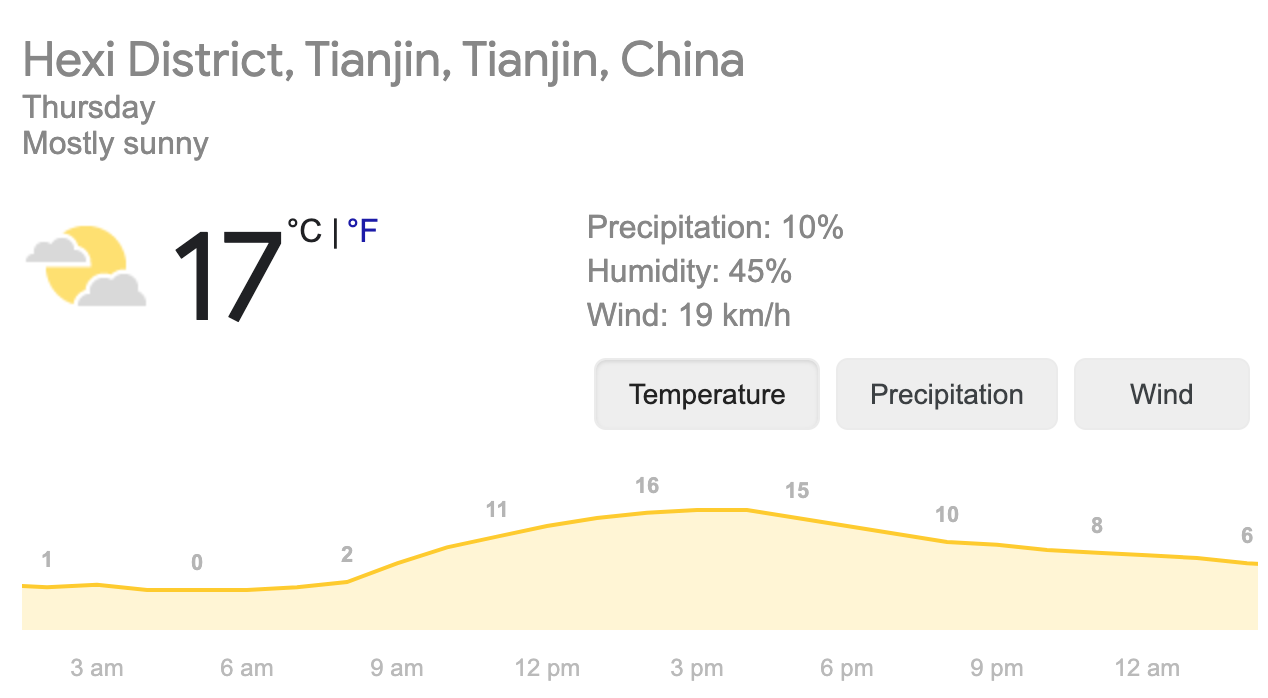 Hexi District, Tianjin, Tianjin, China
Thursday
Mostly sunny
17 °C | °F
Precipitation: 10%
Humidity: 45%
Wind: 19 km/h
Temperature Precipitation Wind
1 0 2 11 16 15 10 8 6
3 am 6 am 9 am 12 pm 3 pm 6 pm 9 pm 12 am